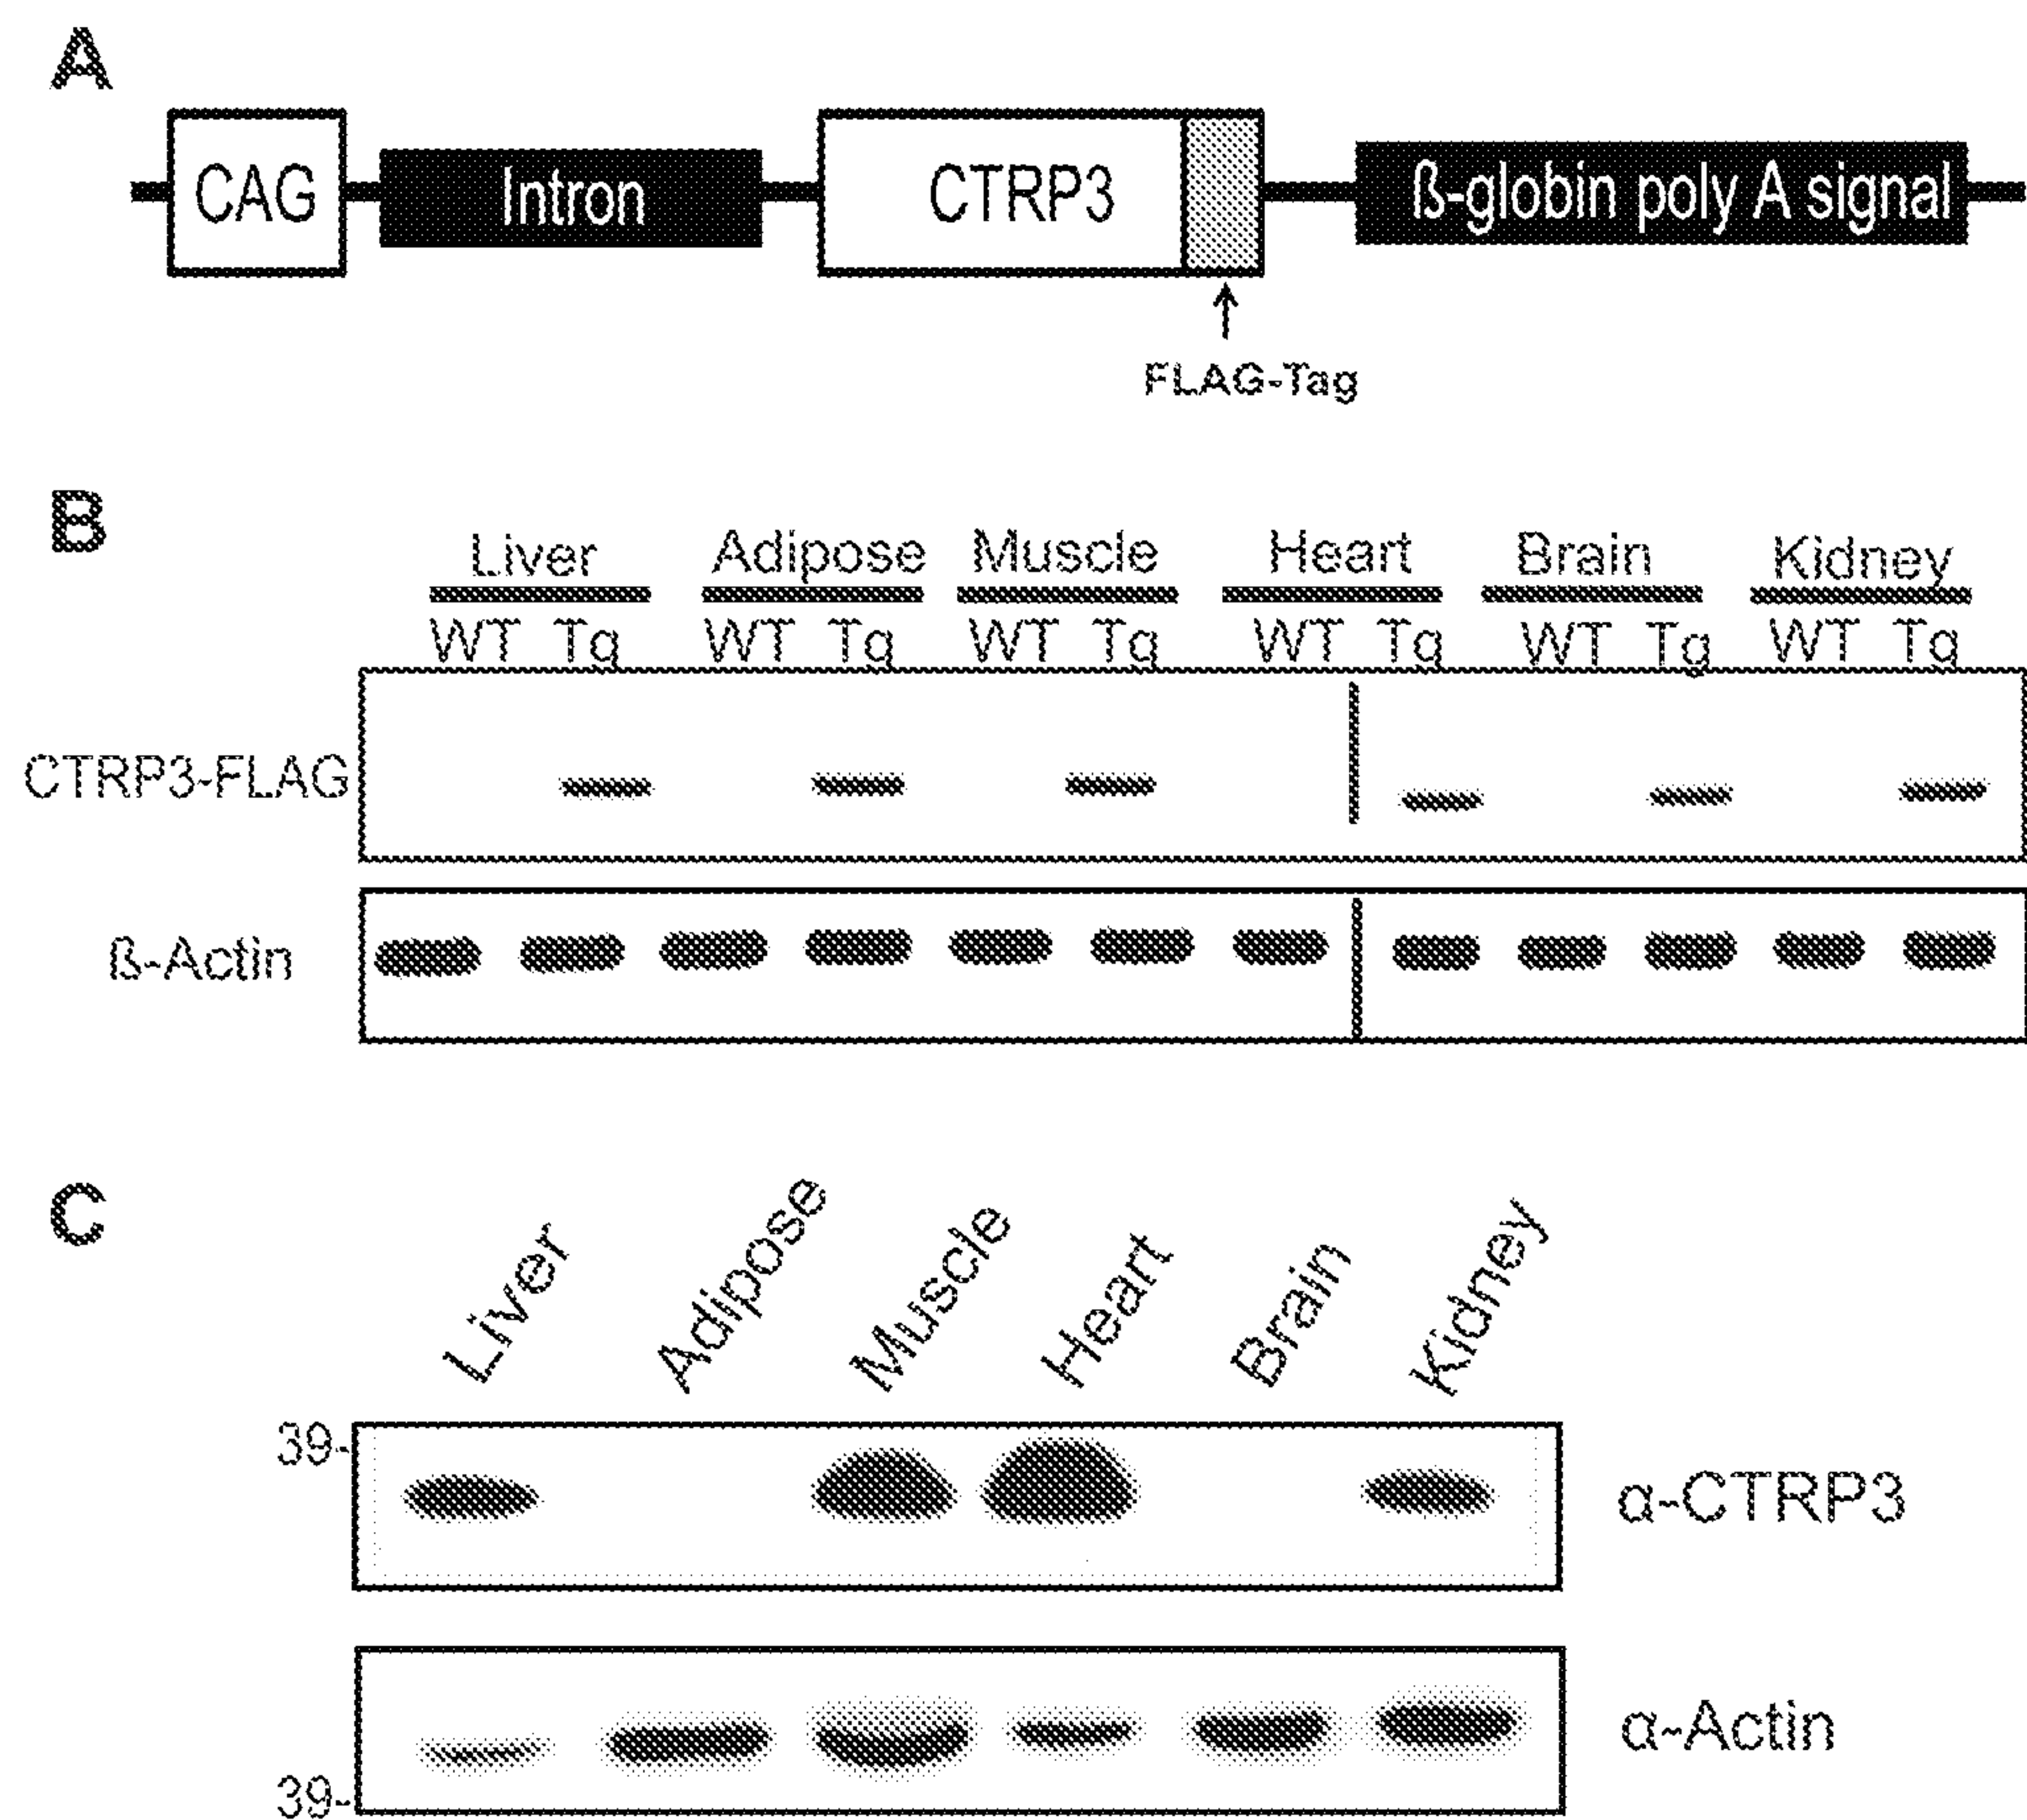 A
CAG Intron CTRP3 ß-globin poly A signal
FLAG-Tag
B
Liver Adipose Muscle Heart Brain Kidney
WT Tg WT Tg WT Tg WT Tg WT Tg WT Tg
CTRP3-FLAG
ß-Actin
C
Liver Adipose Muscle Heart Brain Kidney
39-
α-CTRP3
α-Actin
39-